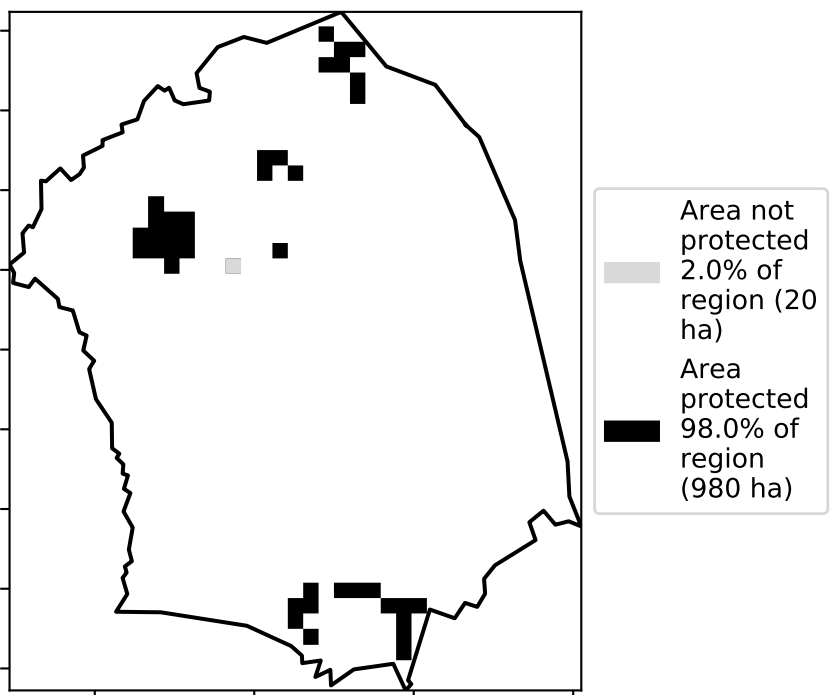 Area not
protected
2.0% of
region (20
ha)
Area
protected
98.0% of
region
(980 ha)